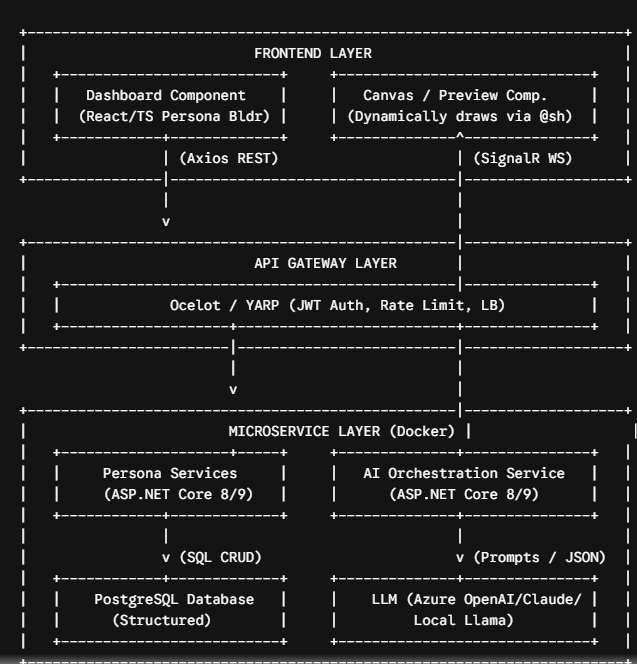 FRONTEND LAYER
Dashboard Component
Canvas / Preview Comp.
(React/TS Persona Bldr)
(Dynamically draws via @sh)
(Axios REST)
(SignalR WS)
v
API GATEWAY LAYER
Ocelot / YARP (JWT Auth, Rate Limit, LB)
v
MICROSERVICE LAYER (Docker)
Persona Services
AI Orchestration Service
(ASP.NET Core 8/9)
(ASP.NET Core 8/9)
v (SQL CRUD)
v (Prompts / JSON)
PostgreSQL Database
LLM (Azure OpenAI/Claude/
(Structured)
Local Llama)